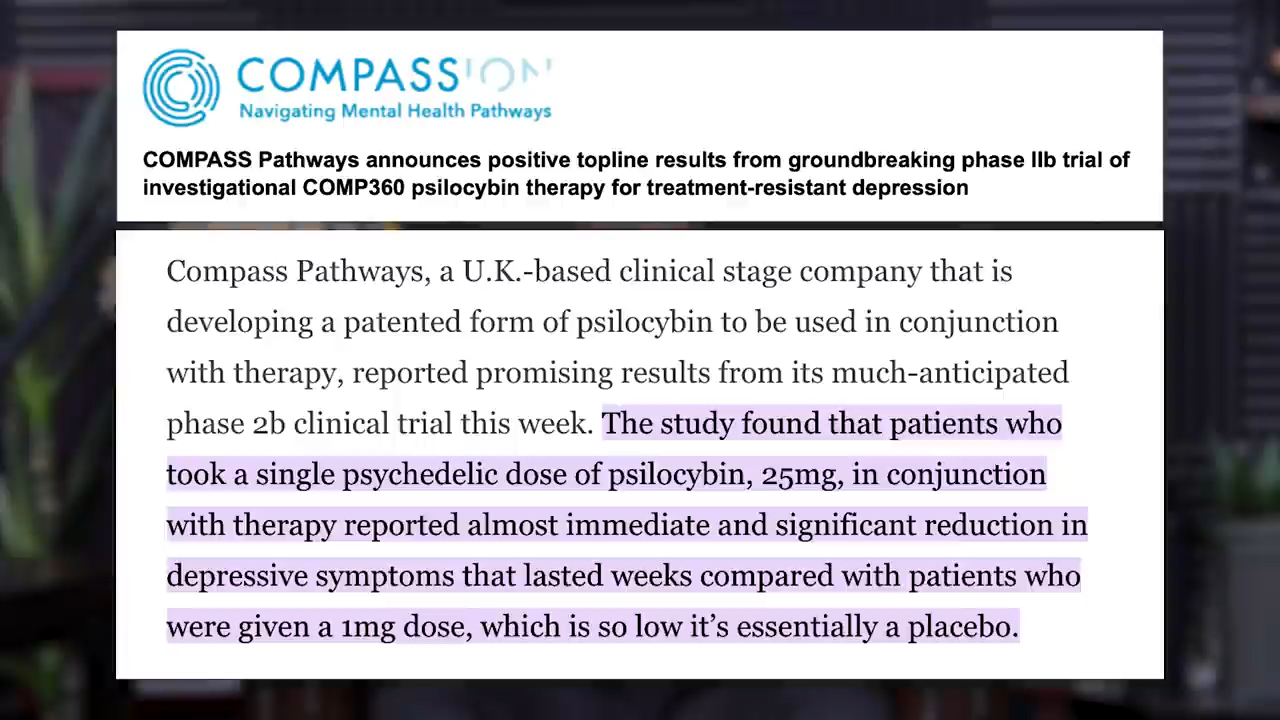 COMPASS
Navigating Mental Health Pathways
COMPASS Pathways announces positive topline results from groundbreaking phase IIb trial of
investigational COMP360 psilocybin therapy for treatment-resistant depression
Compass Pathways, a U.K.-based clinical stage company that is
developing a patented form of psilocybin to be used in conjunction
with therapy, reported promising results from its much-anticipated
phase 2b clinical trial this week. The study found that patients who
took a single psychedelic dose of psilocybin, 25mg, in conjunction
with therapy reported almost immediate and significant reduction in
depressive symptoms that lasted weeks compared with patients who
were given a 1mg dose, which is so low it’s essentially a placebo.